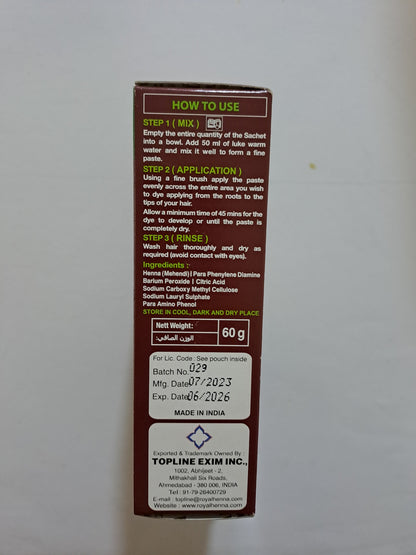 HOW TO USE
STEP 1 ( MIX )
Empty the entire quantity of the Sachet
into a bowl. Add 50 ml of luke warm
water and mix it well to form a fine
paste.
STEP 2 ( APPLICATION )
Using a fine brush apply the paste
evenly across the entire area you wish
to dye applying from the roots to the
tips of your hair.
Allow a minimum time of 45 mins for the
dye to develop or until the paste is
completely dry.
STEP 3 ( RINSE )
Wash hair thoroughly and dry as
required (avoid contact with eyes).
Ingredients :
Henna (Mehendi) | Para Phenylene Diamine
Barium Peroxide | Citric Acid
Sodium Carboxy Methyl Cellulose
Sodium Lauryl Sulphate
Para Amino Phenol
STORE IN COOL, DARK AND DRY PLACE
Nett Weight: 60 g
الوزن الصافي:
For Lic. Code : See pouch inside
Batch No. 029
Mfg. Date 07/2023
Exp. Date 06/2026
MADE IN INDIA
Exported & Trademark Owned By
TOPLINE EXIM INC.,
1002, Abhijeet - 2,
Mithakhali Six Roads,
Ahmedabad - 380 006, INDIA
Tel : 91-79-26400729
E-mail : topline@royalhenna.com
Website : www.royalhenna.com